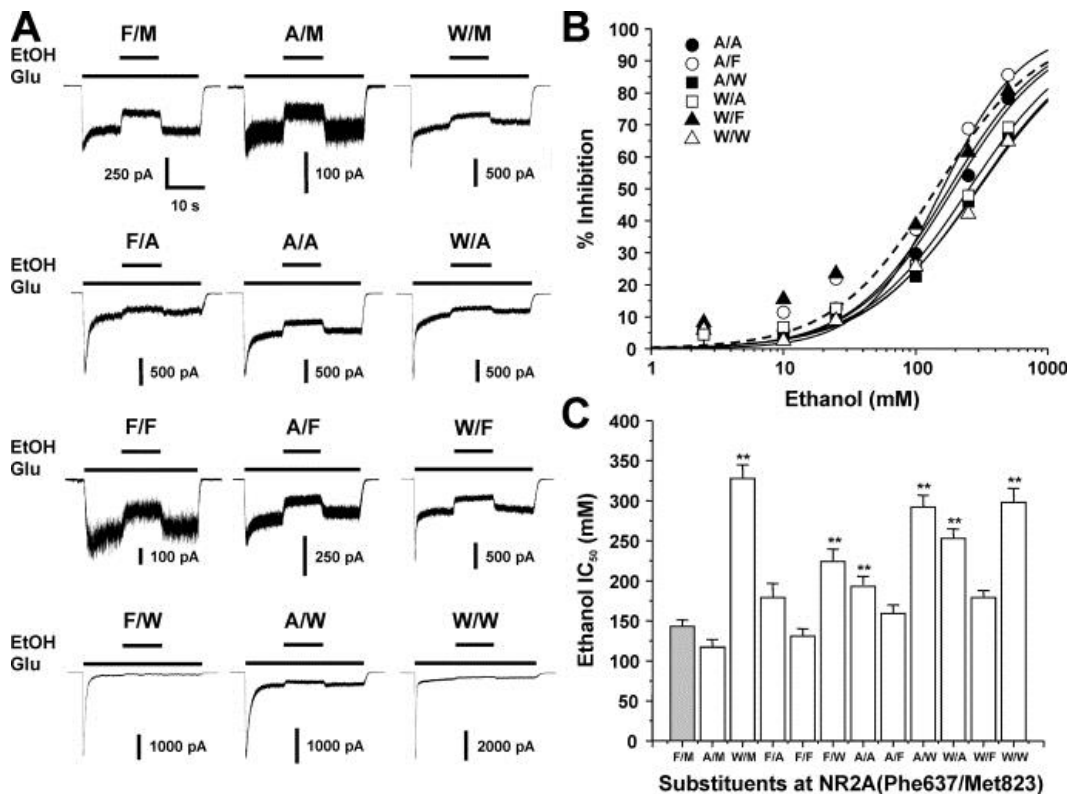 A
F/M
A/M
W/M
EtOH
Glu
250 pA
10 s
100 pA
500 pA
F/A
A/A
W/A
EtOH
Glu
500 pA
500 pA
500 pA
F/F
A/F
W/F
EtOH
Glu
100 pA
250 pA
500 pA
F/W
A/W
W/W
EtOH
Glu
1000 pA
1000 pA
2000 pA
B
100
90
80
70
60
50
40
30
20
10
0
% Inhibition
A/A
A/F
A/W
W/A
W/F
W/W
1 10 100 1000
Ethanol (mM)
C
400
350
300
250
200
150
100
50
0
Ethanol IC50 (mM)
** ** ** ** ** **
F/M A/M W/M F/A F/F F/W A/A A/F A/W W/A W/F W/W
Substituents at NR2A(Phe637/Met823)